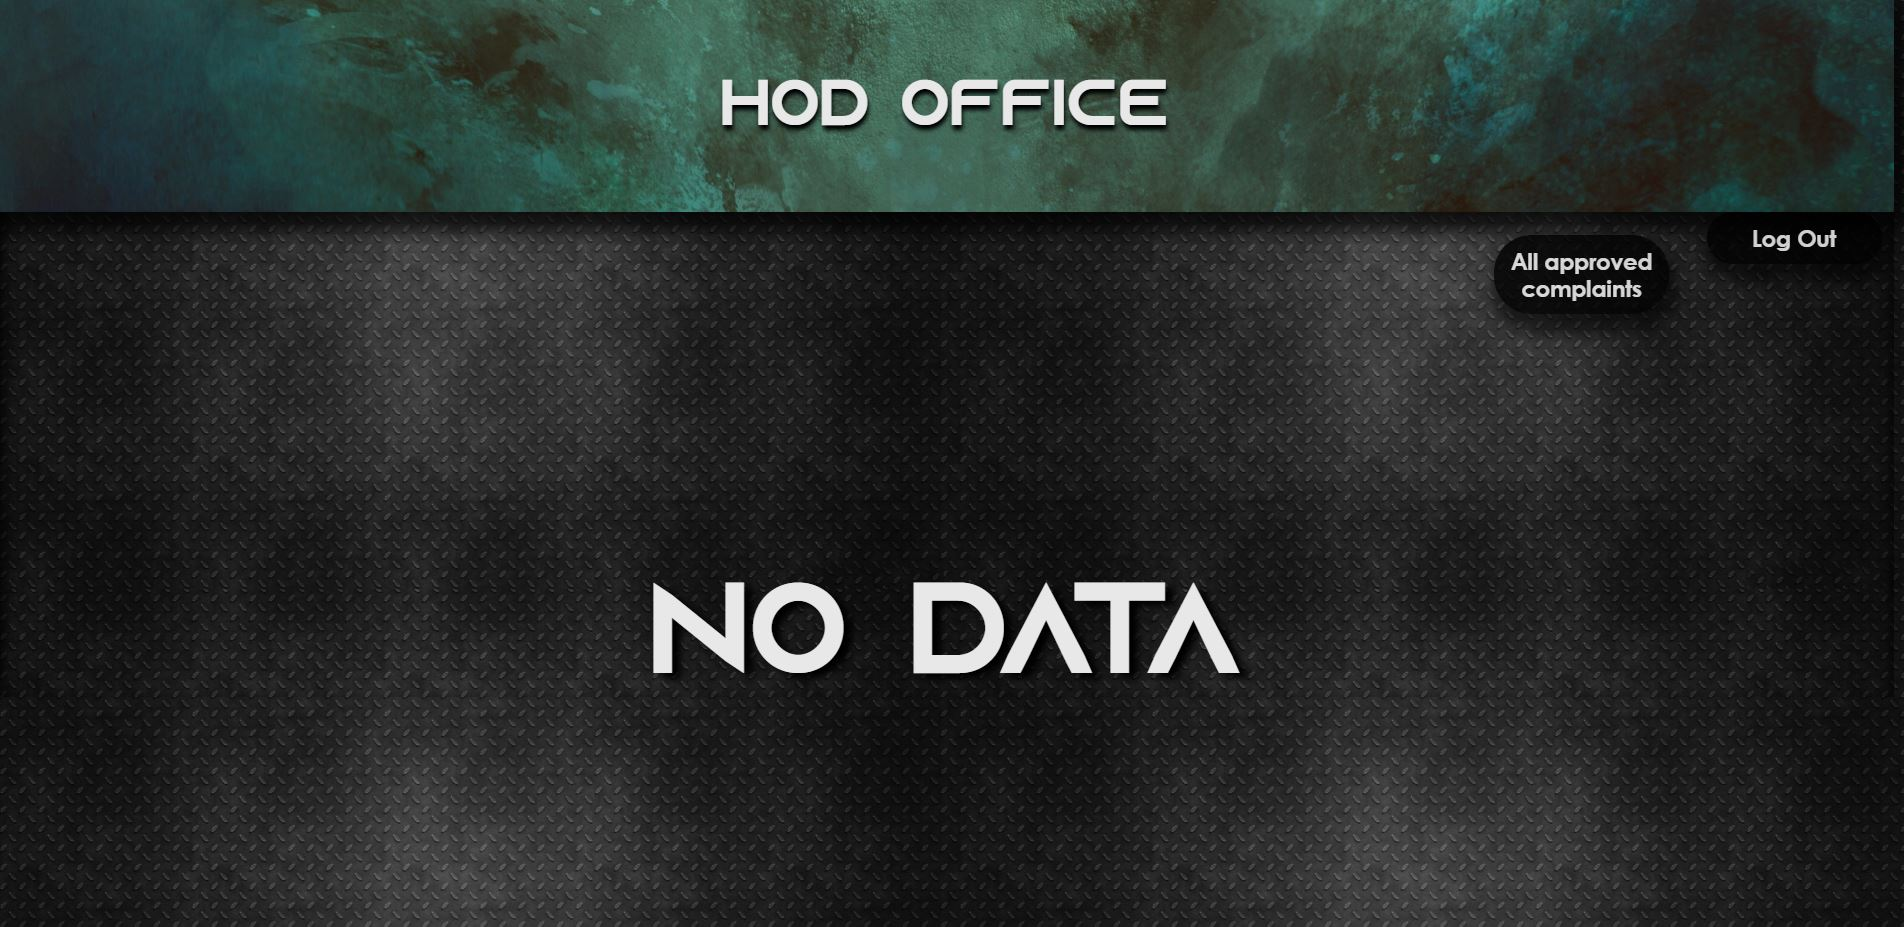 HOD OFFICE
Log Out
All approved
complaints
NO DATA